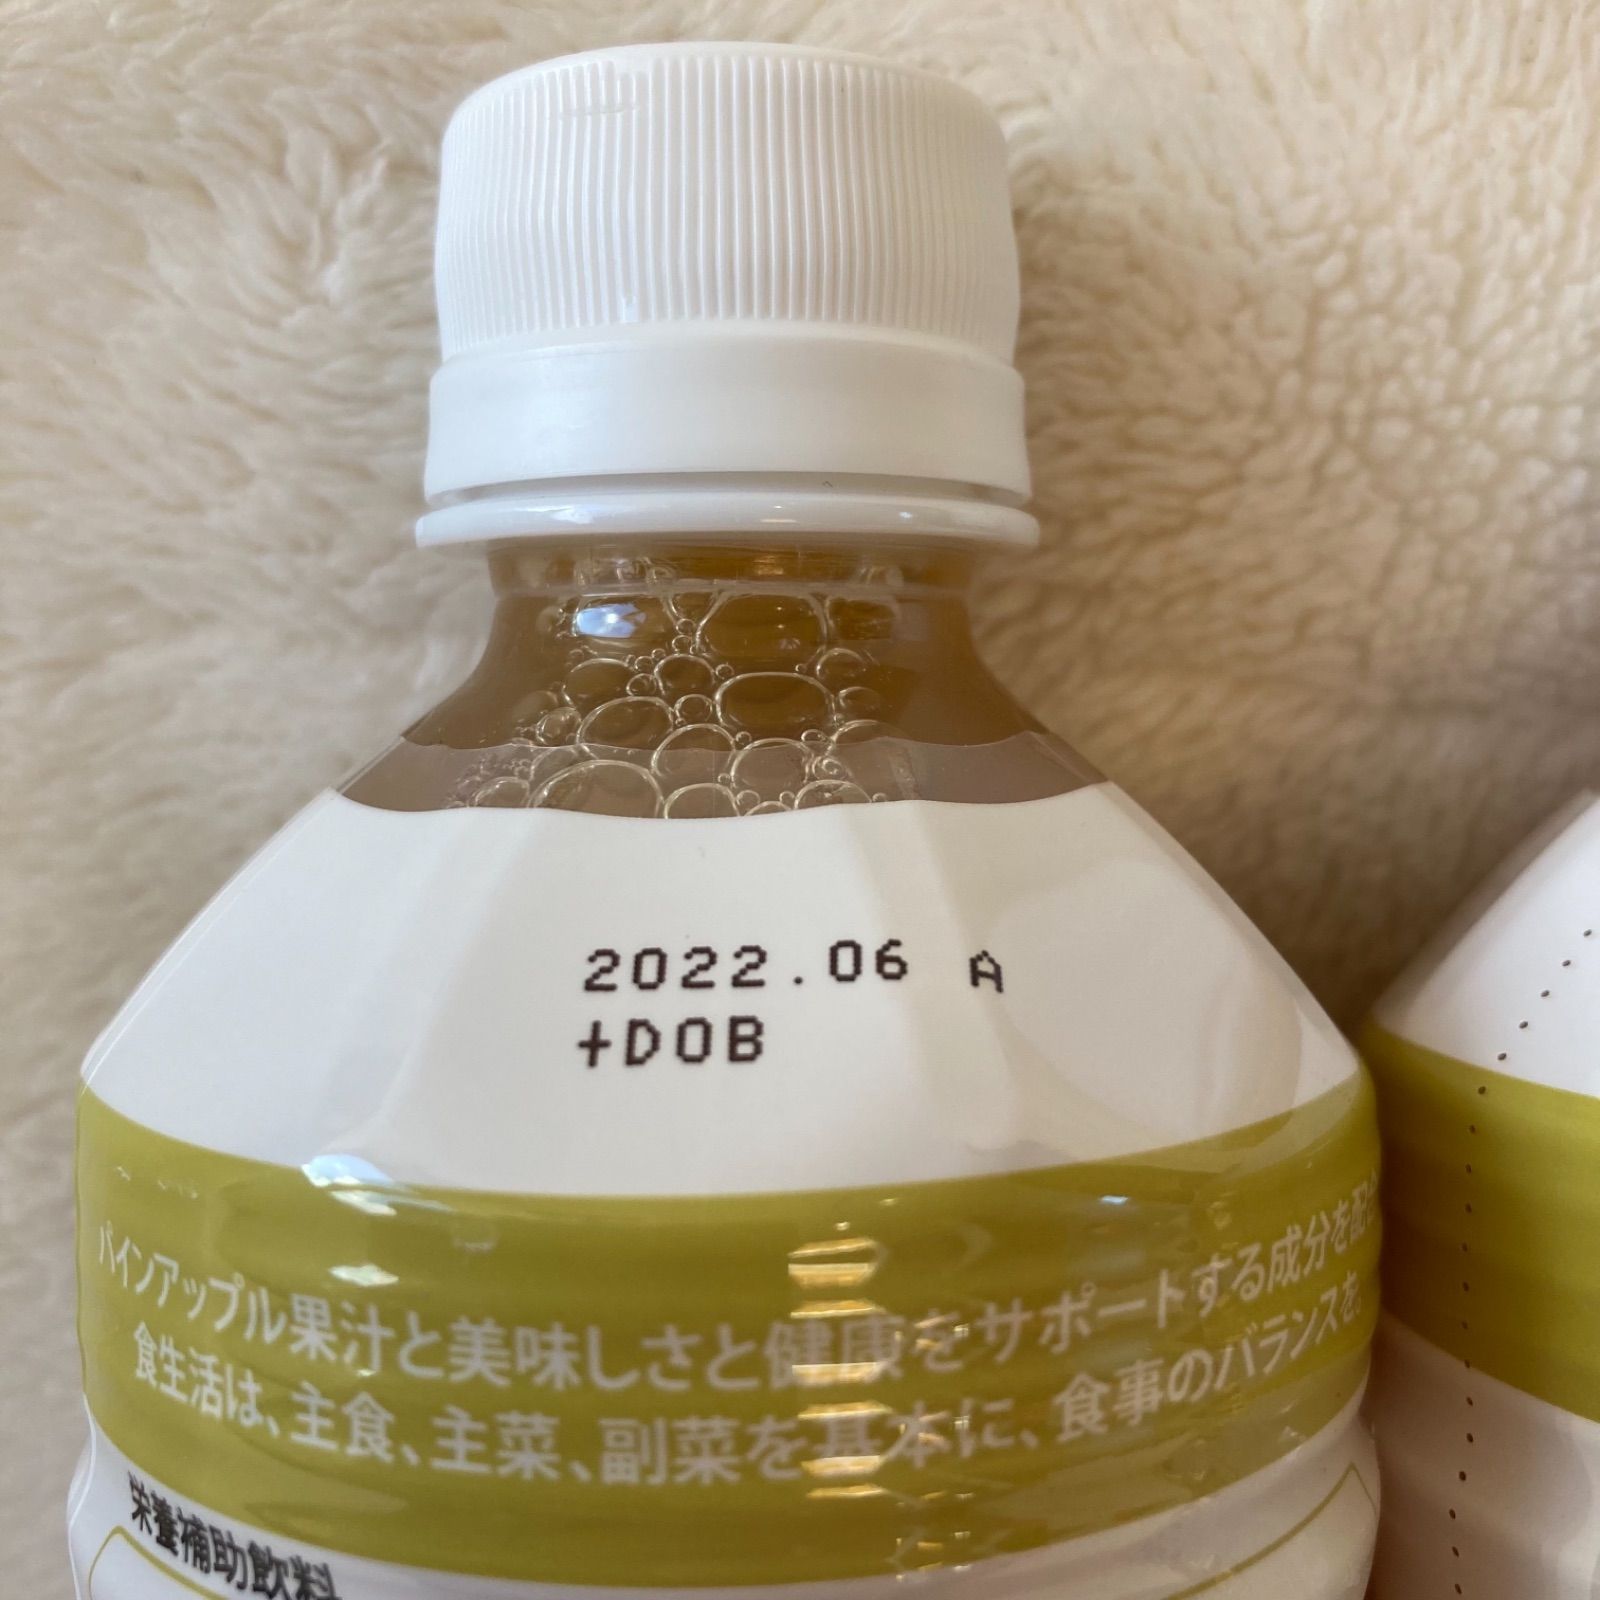 2022.06 A
+DOB
パインアップル果汁と美味しさと健康をサポートする成分を配
食生活は、主食、主菜、副菜を基本に、食事のバランスを。
栄養補助飲料